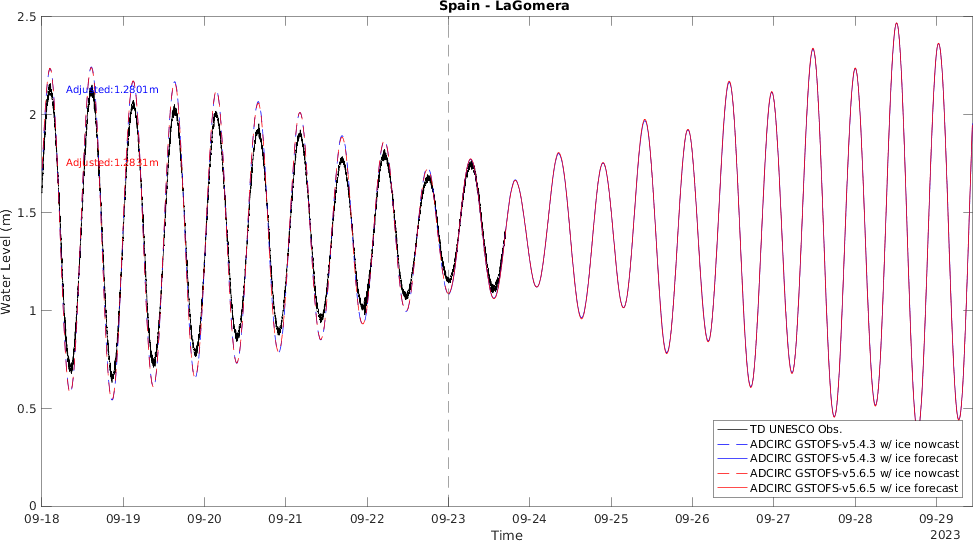 Spain - LaGomera
2.5
2
1.5
1
0.5
0
Water Level (m)
Adjusted:1.2801m
Adjusted:1.2831m
TD UNESCO Obs.
ADCIRC GSTOFS-v5.4.3 w/ ice nowcast
ADCIRC GSTOFS-v5.4.3 w/ ice forecast
ADCIRC GSTOFS-v5.6.5 w/ ice nowcast
ADCIRC GSTOFS-v5.6.5 w/ ice forecast
09-18 09-19 09-20 09-21 09-22 09-23 09-24 09-25 09-26 09-27 09-28 09-29
2023
Time